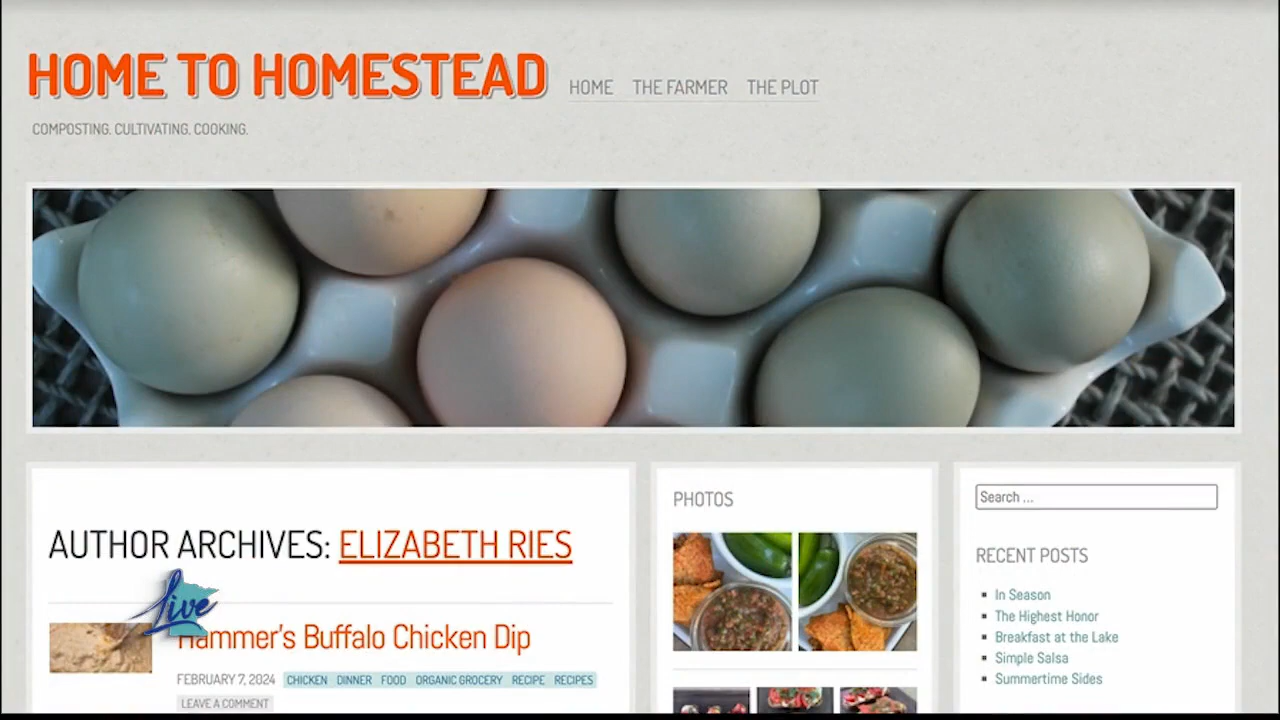 HOME TO HOMESTEAD
HOME THE FARMER THE PLOT
COMPOSTING. CULTIVATING. COOKING.
AUTHOR ARCHIVES: ELIZABETH RIES
Live
Hammer's Buffalo Chicken Dip
FEBRUARY 7, 2024 CHICKEN DINNER FOOD ORGANIC GROCERY RECIPE RECIPES
LEAVE A COMMENT
PHOTOS
Search ...
RECENT POSTS
In Season
The Highest Honor
Breakfast at the Lake
Simple Salsa
Summertime Sides